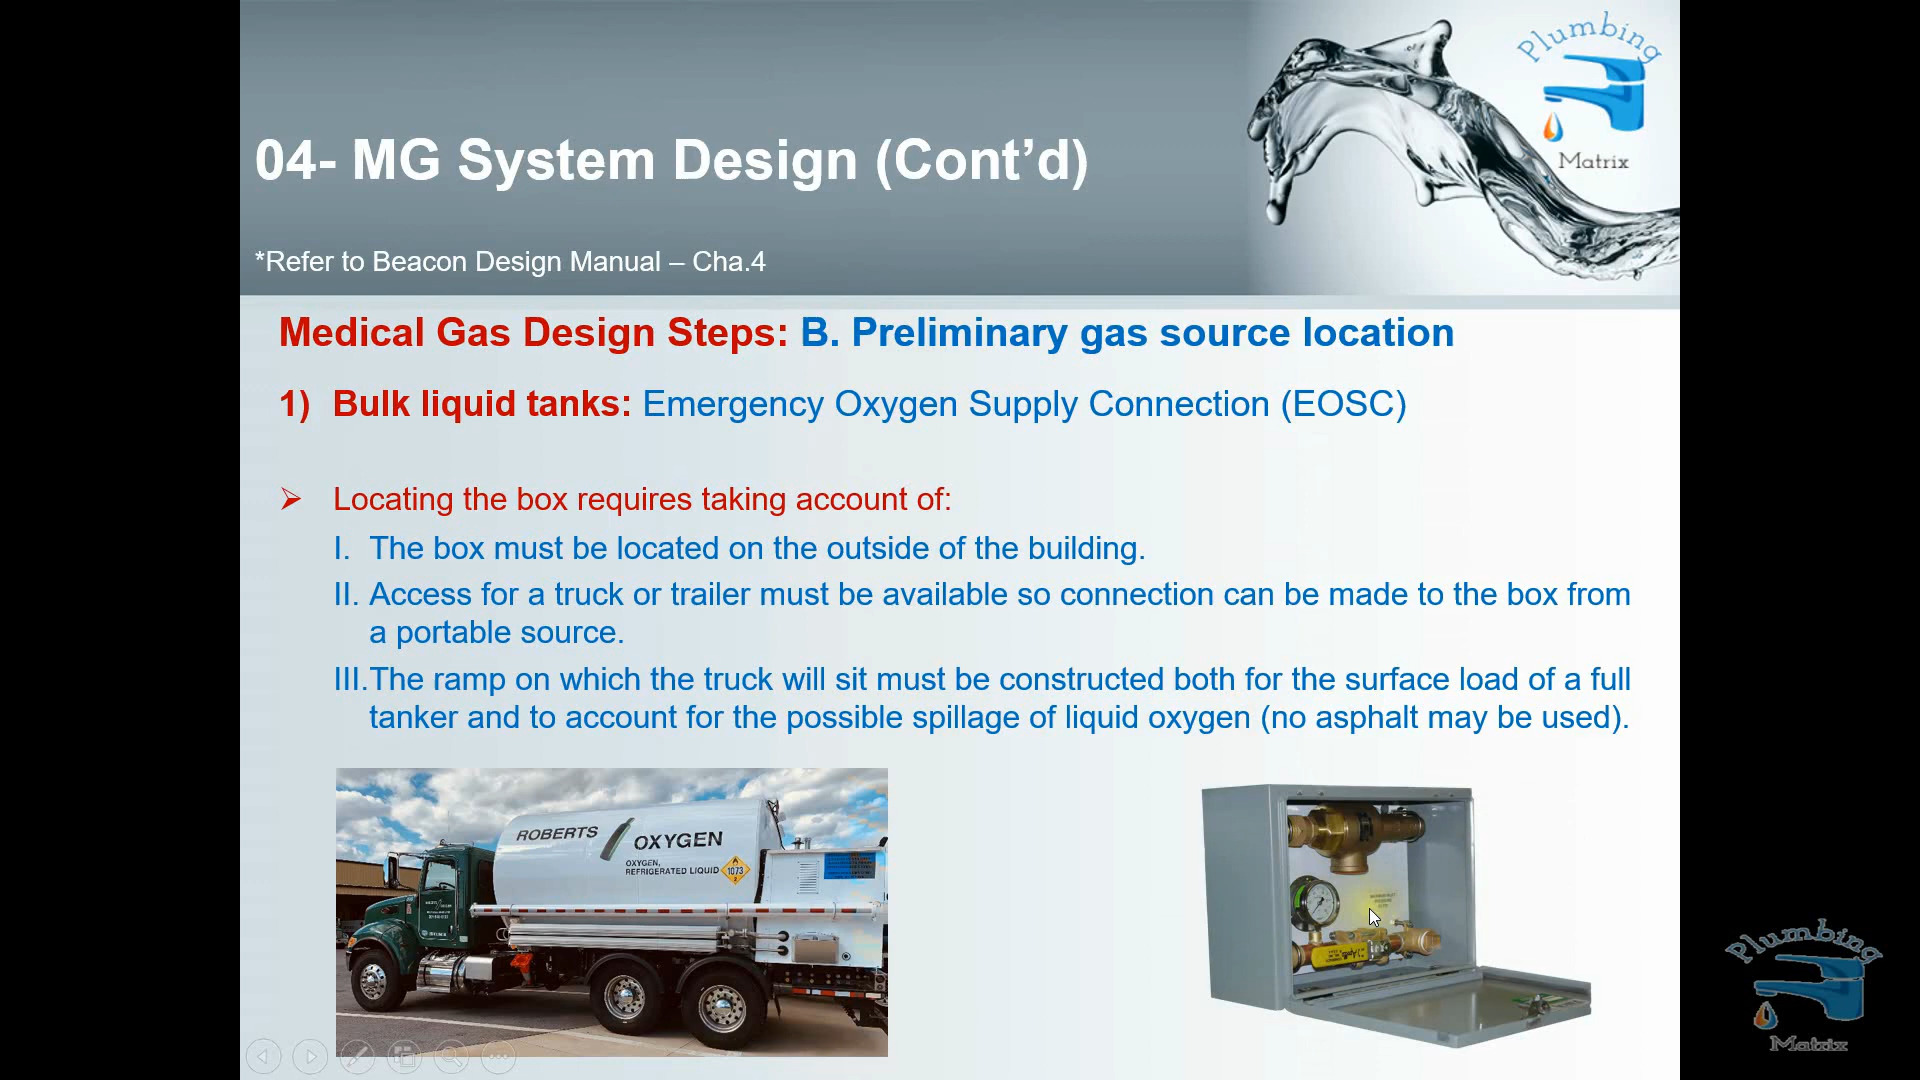 Plumbing
Matrix
04- MG System Design (Cont’d)
*Refer to Beacon Design Manual – Cha.4
Medical Gas Design Steps: B. Preliminary gas source location
1) Bulk liquid tanks: Emergency Oxygen Supply Connection (EOSC)
➢ Locating the box requires taking account of:
I. The box must be located on the outside of the building.
II. Access for a truck or trailer must be available so connection can be made to the box from
a portable source.
III. The ramp on which the truck will sit must be constructed both for the surface load of a full
tanker and to account for the possible spillage of liquid oxygen (no asphalt may be used).
ROBERTS OXYGEN
OXYGEN,
REFRIGERATED LIQUID
1073
2
Plumbing
Matrix